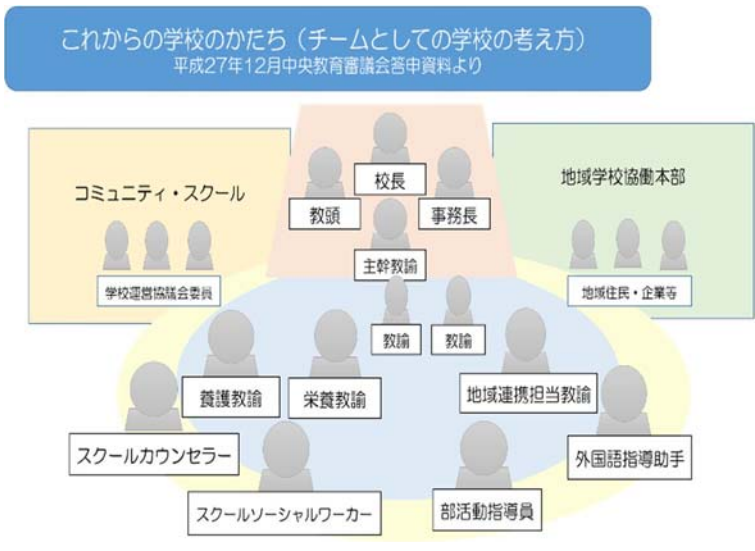 これからの学校のかたち（チームとしての学校の考え方）
平成27年12月中央教育審議会答申資料より
コミュニティ・スクール
学校運営協議会委員
校長
教頭
事務長
主幹教諭
地域学校協働本部
地域住民・企業等
教諭
教諭
養護教諭
栄養教諭
地域連携担当教諭
スクールカウンセラー
外国語指導助手
スクールソーシャルワーカー
部活動指導員